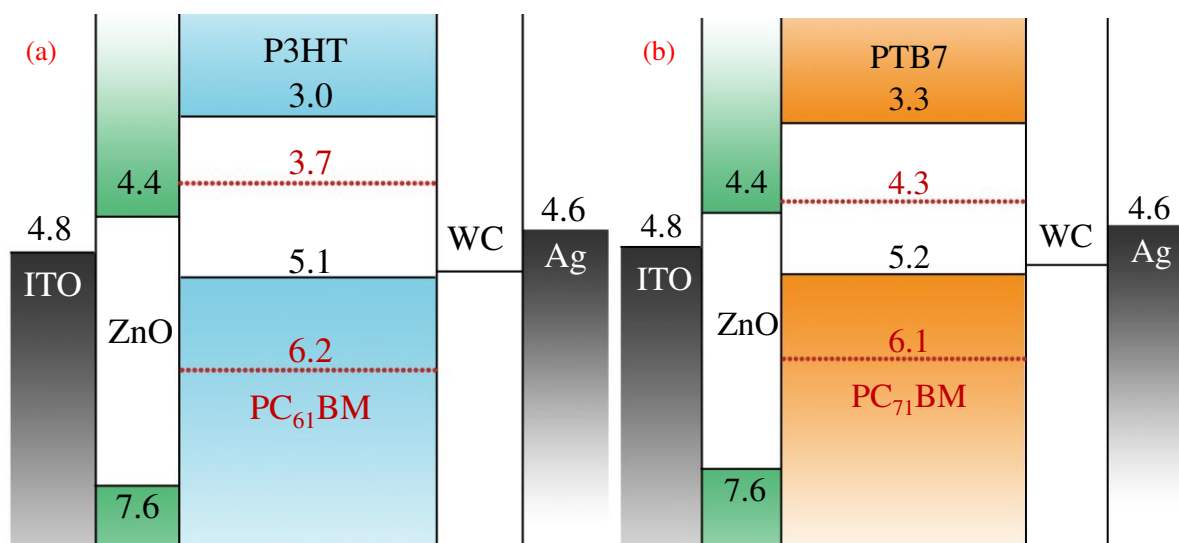 (a)
P3HT
3.0
3.7
4.4
4.8
ITO
ZnO
5.1
WC
4.6
Ag
6.2
PC₆₁BM
7.6
(b)
PTB7
3.3
4.3
4.4
4.8
ITO
ZnO
5.2
WC
4.6
Ag
6.1
PC₇₁BM
7.6